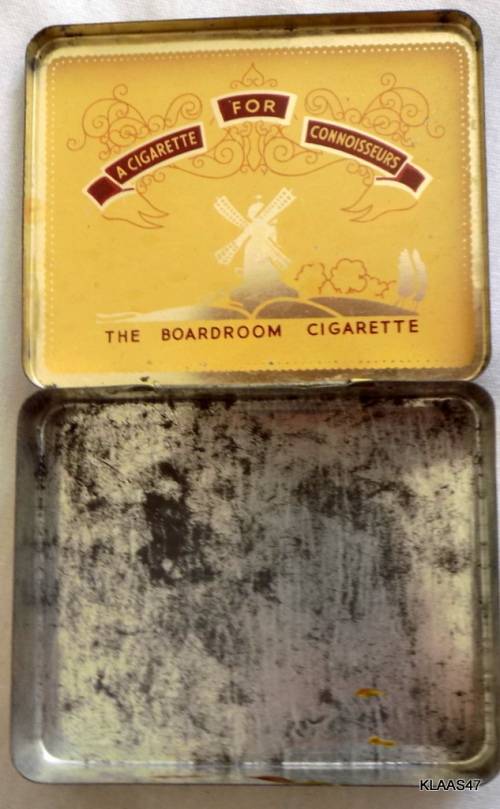 A CIGARETTE FOR CONNOISSEURS
THE BOARDROOM CIGARETTE
KLAAS47